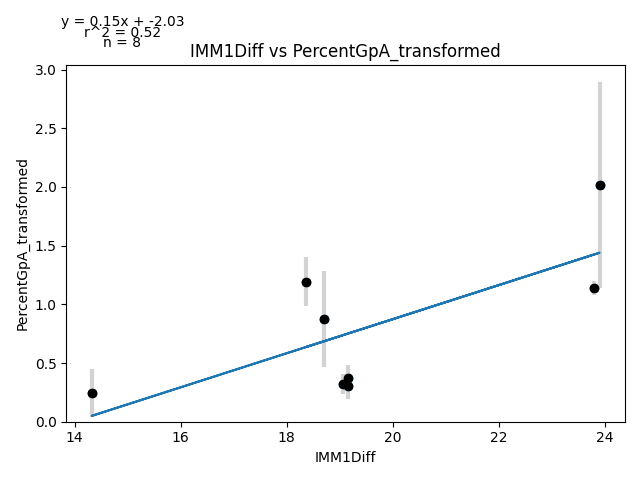 y = 0.15x + -2.03
r^2 = 0.52
n = 8
IMM1Diff vs PercentGpA_transformed
3.0
2.5
2.0
1.5
1.0
0.5
0.0
PercentGpA_transformed
14 16 18 20 22 24
IMM1Diff